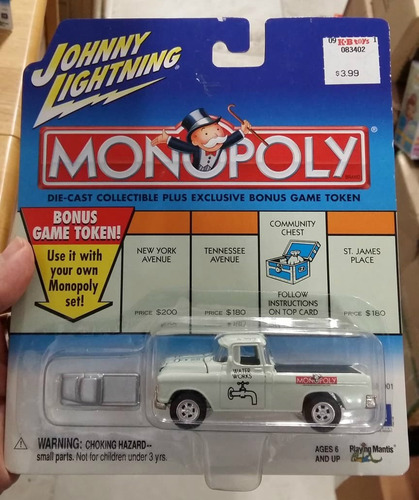 JOHNNY
LIGHTNING
09 K·B toys 1
083402
$3.99
MONOPOLY
DIE-CAST COLLECTIBLE PLUS EXCLUSIVE BONUS GAME TOKEN
BONUS
GAME TOKEN!
Use it with
your own
Monopoly
set!
NEW YORK
AVENUE
PRICE $200
TENNESSEE
AVENUE
PRICE $180
COMMUNITY
CHEST
FOLLOW
INSTRUCTIONS
ON TOP CARD
ST. JAMES
PLACE
$180
WATER
WORKS
MONOPOLY
WARNING: CHOKING HAZARD--
small parts. Not for children under 3 yrs.
AGES 6
AND UP
Playing Mantis